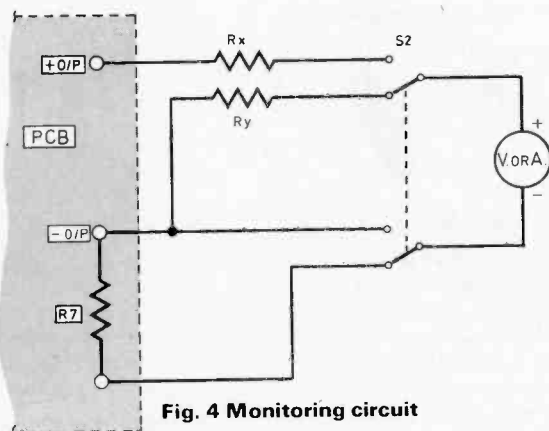 Rx
S2
+O/P
Ry
PCB
+
V. OR A.
-
- O/P
R7
Fig. 4 Monitoring circuit